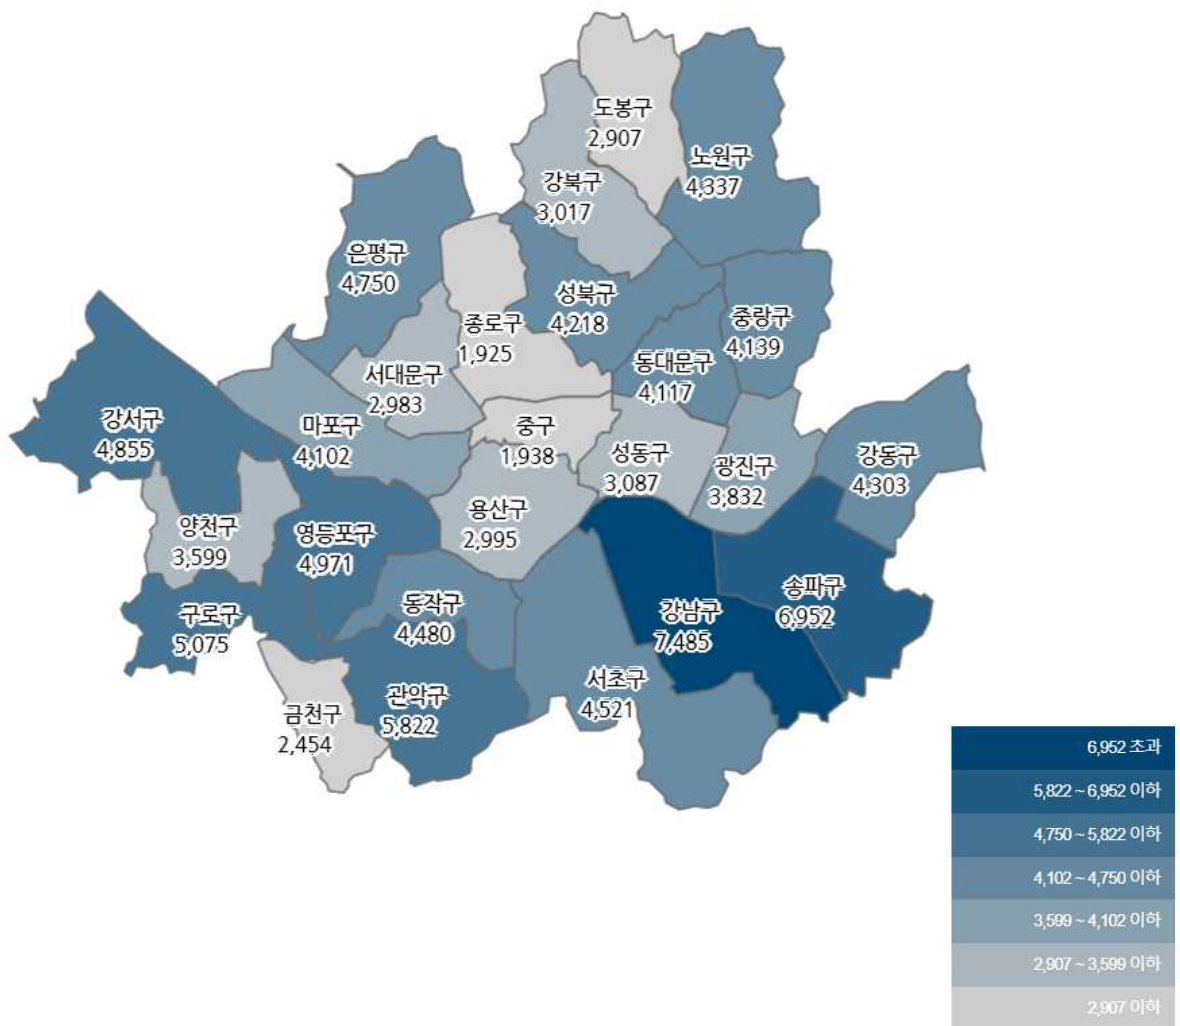 도봉구
2,907
노원구
4,337
강북구
3,017
은평구
4,750
성북구
4,218
종로구
1,925
중랑구
4,139
동대문구
4,117
서대문구
2,983
강서구
4,855
마포구
4,102
중구
1,938
성동구
3,087
광진구
3,832
강동구
4,303
양천구
3,599
영등포구
4,971
용산구
2,995
구로구
5,075
동작구
4,480
강남구
7,485
송파구
6,952
서초구
4,521
관악구
5,822
금천구
2,454
6,952 초과
5,822 ~ 6,952 이하
4,750 ~ 5,822 이하
4,102 ~ 4,750 이하
3,599 ~ 4,102 이하
2,907 ~ 3,599 이하
2,907 이하